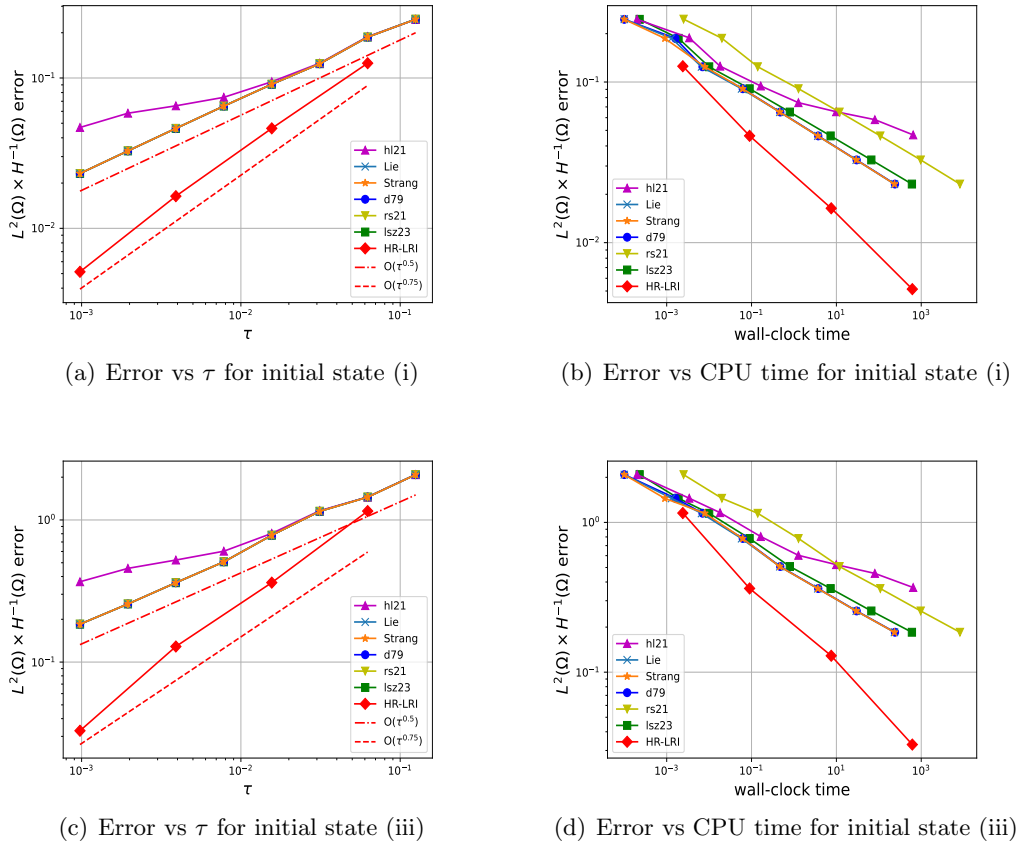 10⁻¹
10⁻²
L²(Ω) × H⁻¹(Ω) error
hl21
Lie
Strang
d79
rs21
lsz23
HR-LRI
O(τ^0.5)
O(τ^0.75)
10⁻³
10⁻²
10⁻¹
τ
(a) Error vs τ for initial state (i)
10⁻¹
10⁻²
L²(Ω) × H⁻¹(Ω) error
hl21
Lie
Strang
d79
rs21
lsz23
HR-LRI
10⁻³
10⁻¹
10¹
10³
wall-clock time
(b) Error vs CPU time for initial state (i)
10⁰
10⁻¹
L²(Ω) × H⁻¹(Ω) error
hl21
Lie
Strang
d79
rs21
lsz23
HR-LRI
O(τ^0.5)
O(τ^0.75)
10⁻³
10⁻²
10⁻¹
τ
(c) Error vs τ for initial state (iii)
10⁰
10⁻¹
L²(Ω) × H⁻¹(Ω) error
hl21
Lie
Strang
d79
rs21
lsz23
HR-LRI
10⁻³
10⁻¹
10¹
10³
wall-clock time
(d) Error vs CPU time for initial state (iii)